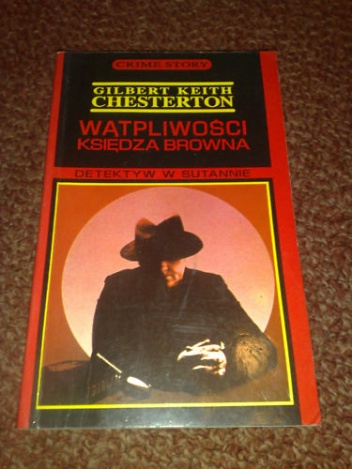 CRIME STORY
GILBERT KEITH
CHESTERTON
WĄTPLIWOŚCI
KSIĘDZA BROWNA
DETEKTYW W SUTANNIE